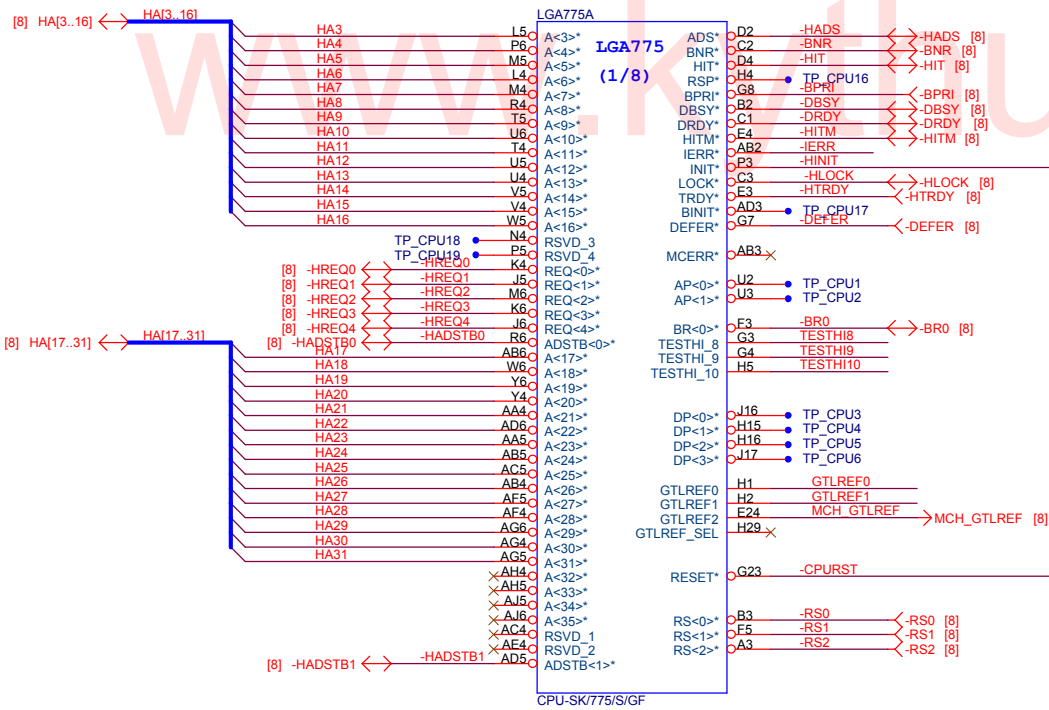 www.kythu
LGA775A
LGA775
(1/8)
[8] HA[3..16] HA[3..16]
HA3 L5 A<3>*
HA4 P6 A<4>*
HA5 M5 A<5>*
HA6 L4 A<6>*
HA7 M4 A<7>*
HA8 R4 A<8>*
HA9 T5 A<9>*
HA10 U6 A<10>*
HA11 T4 A<11>*
HA12 U5 A<12>*
HA13 U4 A<13>*
HA14 V5 A<14>*
HA15 V4 A<15>*
HA16 W5 A<16>*
TP_CPU18 N4 RSVD_3
TP_CPU19 P5 RSVD_4
[8] -HREQ0 -HREQ0 K4 REQ<0>*
[8] -HREQ1 -HREQ1 J5 REQ<1>*
[8] -HREQ2 -HREQ2 M6 REQ<2>*
[8] -HREQ3 -HREQ3 K6 REQ<3>*
[8] -HREQ4 -HREQ4 J6 REQ<4>*
[8] -HADSTB0 -HADSTB0 R6 ADSTB<0>*
[8] HA[17..31] HA[17..31]
HA17 AB6 A<17>*
HA18 W6 A<18>*
HA19 Y6 A<19>*
HA20 Y4 A<20>*
HA21 AA4 A<21>*
HA22 AD6 A<22>*
HA23 AA5 A<23>*
HA24 AB5 A<24>*
HA25 AC5 A<25>*
HA26 AB4 A<26>*
HA27 AF5 A<27>*
HA28 AF4 A<28>*
HA29 AG6 A<29>*
HA30 AG4 A<30>*
HA31 AG5 A<31>*
AH4 A<32>*
AH5 A<33>*
AJ5 A<34>*
AJ6 A<35>*
AC4 RSVD_1
AE4 RSVD_2
[8] -HADSTB1 -HADSTB1 AD5 ADSTB<1>*
ADS* D2 -HADS -HADS [8]
BNR* C2 -BNR -BNR [8]
HIT* D4 -HIT -HIT [8]
RSP* H4 TP_CPU16
BPRI* G8 -BPRI -BPRI [8]
DBSY* B2 -DBSY -DBSY [8]
DRDY* C1 -DRDY -DRDY [8]
HITM* E4 -HITM -HITM [8]
IERR* AB2 -IERR
INIT* P3 -HINIT
LOCK* C3 -HLOCK -HLOCK [8]
TRDY* E3 -HTRDY -HTRDY [8]
BINIT* AD3 TP_CPU17
DEFER* G7 -DEFER -DEFER [8]
MCERR* AB3
AP<0>* U2 TP_CPU1
AP<1>* U3 TP_CPU2
BR<0>* F3 -BR0 -BR0 [8]
TESTHI_8 G3 TESTHI8
TESTHI_9 G4 TESTHI9
TESTHI_10 H5 TESTHI10
DP<0>* J16 TP_CPU3
DP<1>* H15 TP_CPU4
DP<2>* H16 TP_CPU5
DP<3>* J17 TP_CPU6
GTLREF0 H1 GTLREF0
GTLREF1 H2 GTLREF1
GTLREF2 E24 MCH_GTLREF MCH_GTLREF [8]
GTLREF_SEL H29
RESET* G23 -CPURST
RS<0>* B3 -RS0 -RS0 [8]
RS<1>* F5 -RS1 -RS1 [8]
RS<2>* A3 -RS2 -RS2 [8]
CPU-SK/775/S/GF